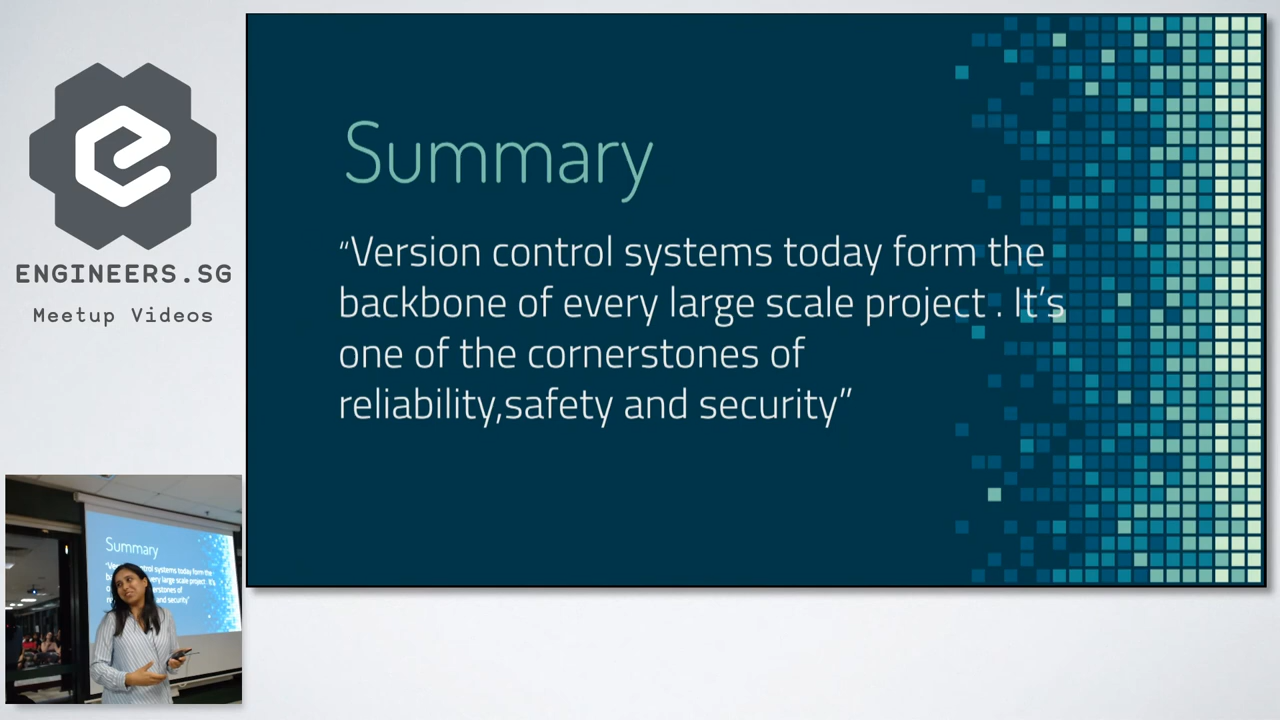 ENGINEERS.SG
Meetup Videos
Summary
“Version control systems today form the
backbone of every large scale project . It’s
one of the cornerstones of
reliability,safety and security”
Summary